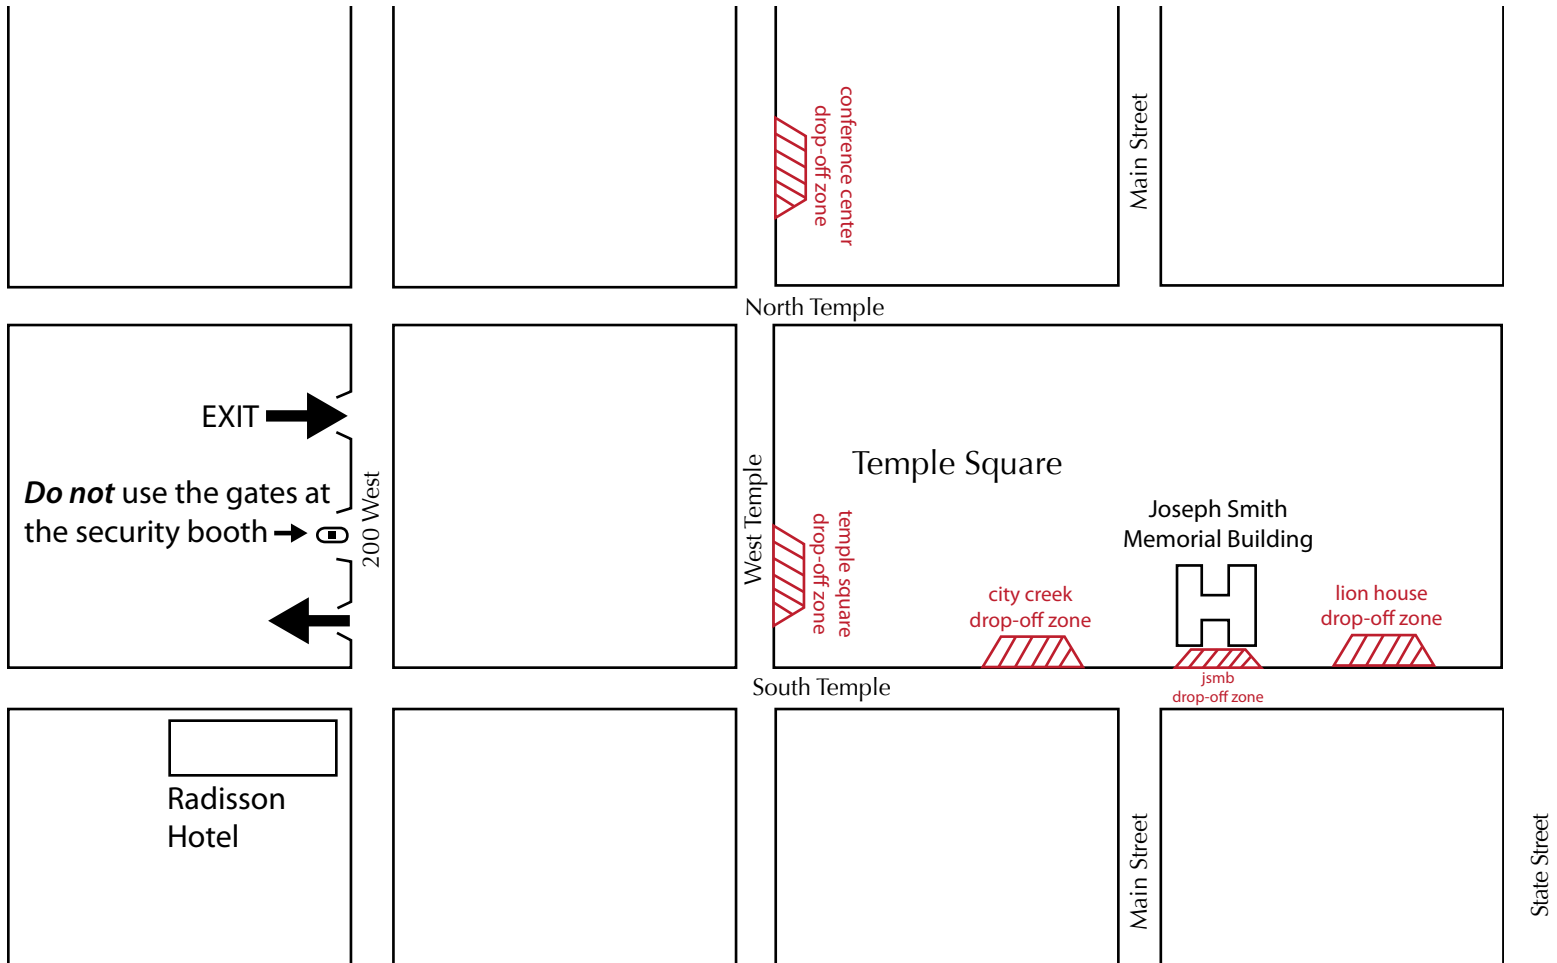 conference center
drop-off zone
Main Street
North Temple
EXIT
Do not use the gates at
the security booth
200 West
West Temple
Temple Square
temple square
drop-off zone
Joseph Smith
Memorial Building
city creek
drop-off zone
lion house
drop-off zone
jsmb
drop-off zone
South Temple
Radisson
Hotel
Main Street
State Street